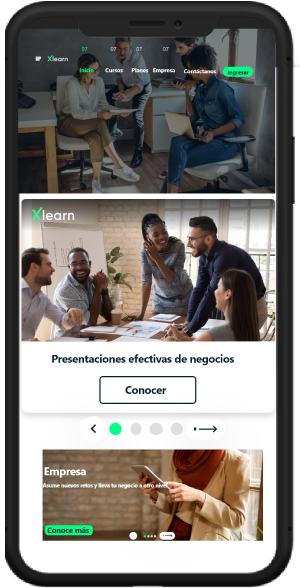 07 07 07 07
Xlearn
Inicio Cursos Planes Empresa Contáctanos Ingresar
Xlearn
Presentaciones efectivas de negocios
Conocer
Empresa
Asume nuevos retos y lleva tu negocio a otro nivel.
Conoce más